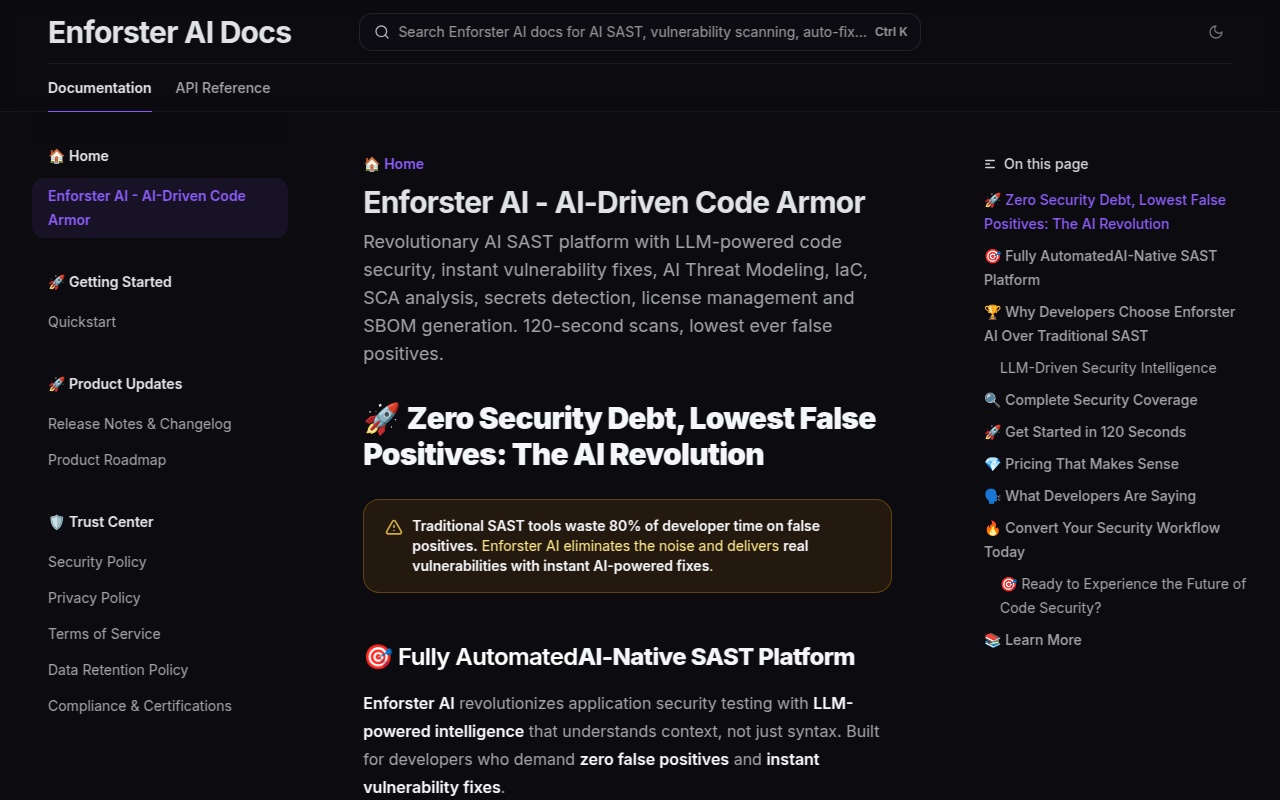 Enforster AI Docs
Search Enforster AI docs for AI SAST, vulnerability scanning, auto-fix... Ctrl K
Documentation API Reference
🏠 Home
Enforster AI - AI-Driven Code
Armor
🚀 Getting Started
Quickstart
🚀 Product Updates
Release Notes & Changelog
Product Roadmap
🛡️ Trust Center
Security Policy
Privacy Policy
Terms of Service
Data Retention Policy
Compliance & Certifications
🏠 Home
Enforster AI - AI-Driven Code Armor
Revolutionary AI SAST platform with LLM-powered code
security, instant vulnerability fixes, AI Threat Modeling, IaC,
SCA analysis, secrets detection, license management and
SBOM generation. 120-second scans, lowest ever false
positives.
🚀 Zero Security Debt, Lowest False
Positives: The AI Revolution
Traditional SAST tools waste 80% of developer time on false
positives. Enforster AI eliminates the noise and delivers real
vulnerabilities with instant AI-powered fixes.
🎯 Fully AutomatedAI-Native SAST Platform
Enforster AI revolutionizes application security testing with LLM-
powered intelligence that understands context, not just syntax. Built
for developers who demand zero false positives and instant
vulnerability fixes.
On this page
🚀 Zero Security Debt, Lowest False
Positives: The AI Revolution
🎯 Fully AutomatedAI-Native SAST
Platform
🏆 Why Developers Choose Enforster
AI Over Traditional SAST
LLM-Driven Security Intelligence
🔍 Complete Security Coverage
🚀 Get Started in 120 Seconds
💎 Pricing That Makes Sense
🗣️ What Developers Are Saying
🔥 Convert Your Security Workflow
Today
🎯 Ready to Experience the Future of
Code Security?
📚 Learn More